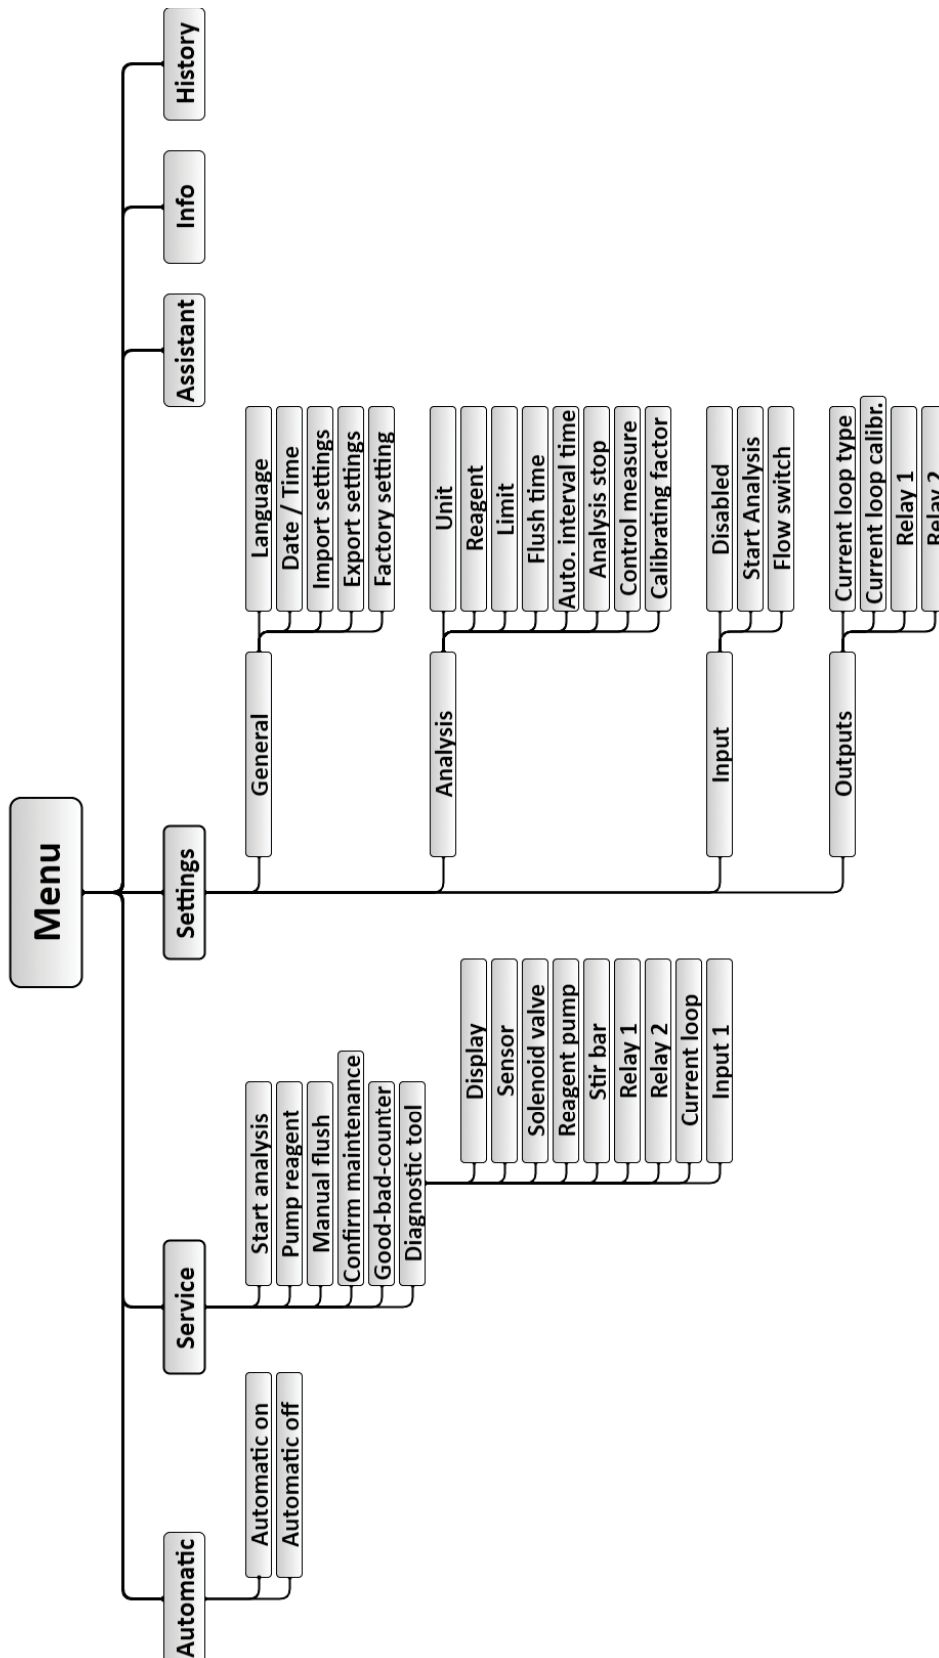 Menu
Automatic
Automatic on
Automatic off
Service
Start analysis
Pump reagent
Manual flush
Confirm maintenance
Good-bad-counter
Diagnostic tool
Display
Sensor
Solenoid valve
Reagent pump
Stir bar
Relay 1
Relay 2
Current loop
Input 1
Settings
General
Language
Date / Time
Import settings
Export settings
Factory setting
Analysis
Unit
Reagent
Limit
Flush time
Auto. interval time
Analysis stop
Control measure
Calibrating factor
Input
Disabled
Start Analysis
Flow switch
Outputs
Current loop type
Current loop calibr.
Relay 1
Relay 2
Assistant
Info
History